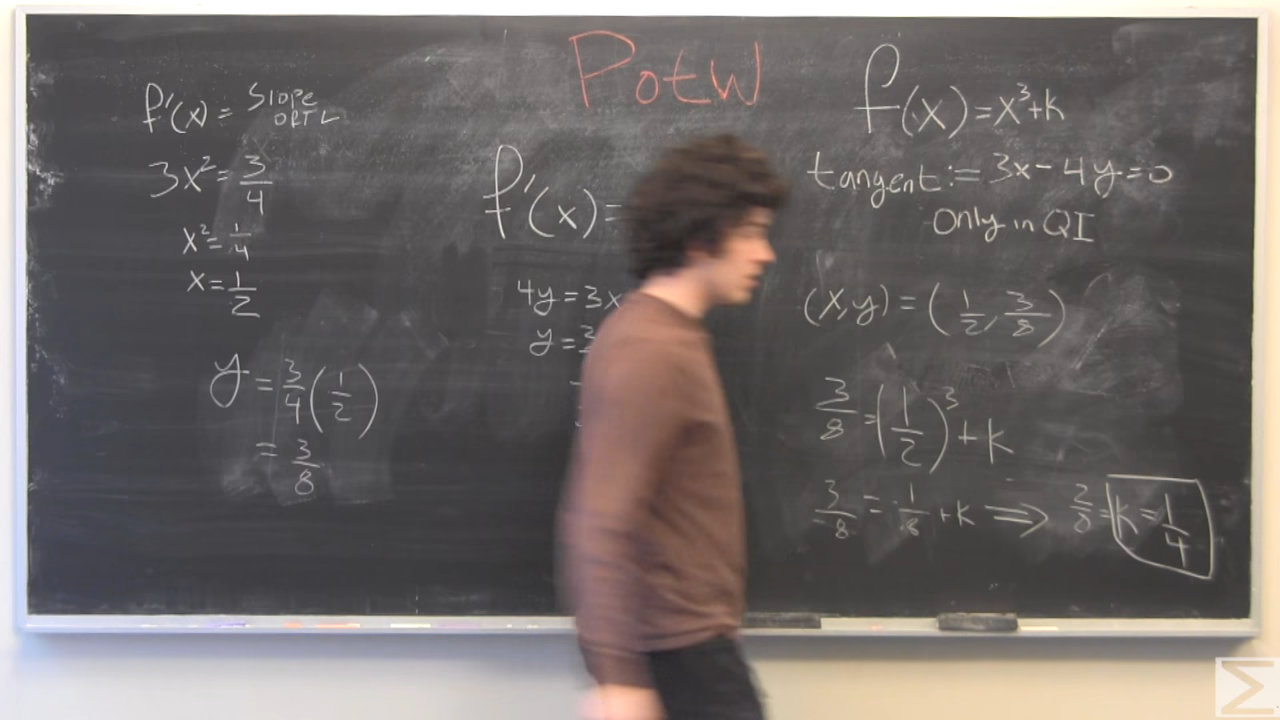 PotW
f'(x) = Slope
OR TL
3x² = 3/4
x² = 1/4
x = 1/2
y = 3/4 (1/2)
= 3/8
f'(x) =
4y = 3x
y = 3
f(x) = x³+k
tangent := 3x - 4y = 0
Only in QI
(x,y) = (1/2, 3/8)
3/8 = (1/2)³ + k
3/8 = 1/8 + k ⟹ 2/8 = k = 1/4
Σ